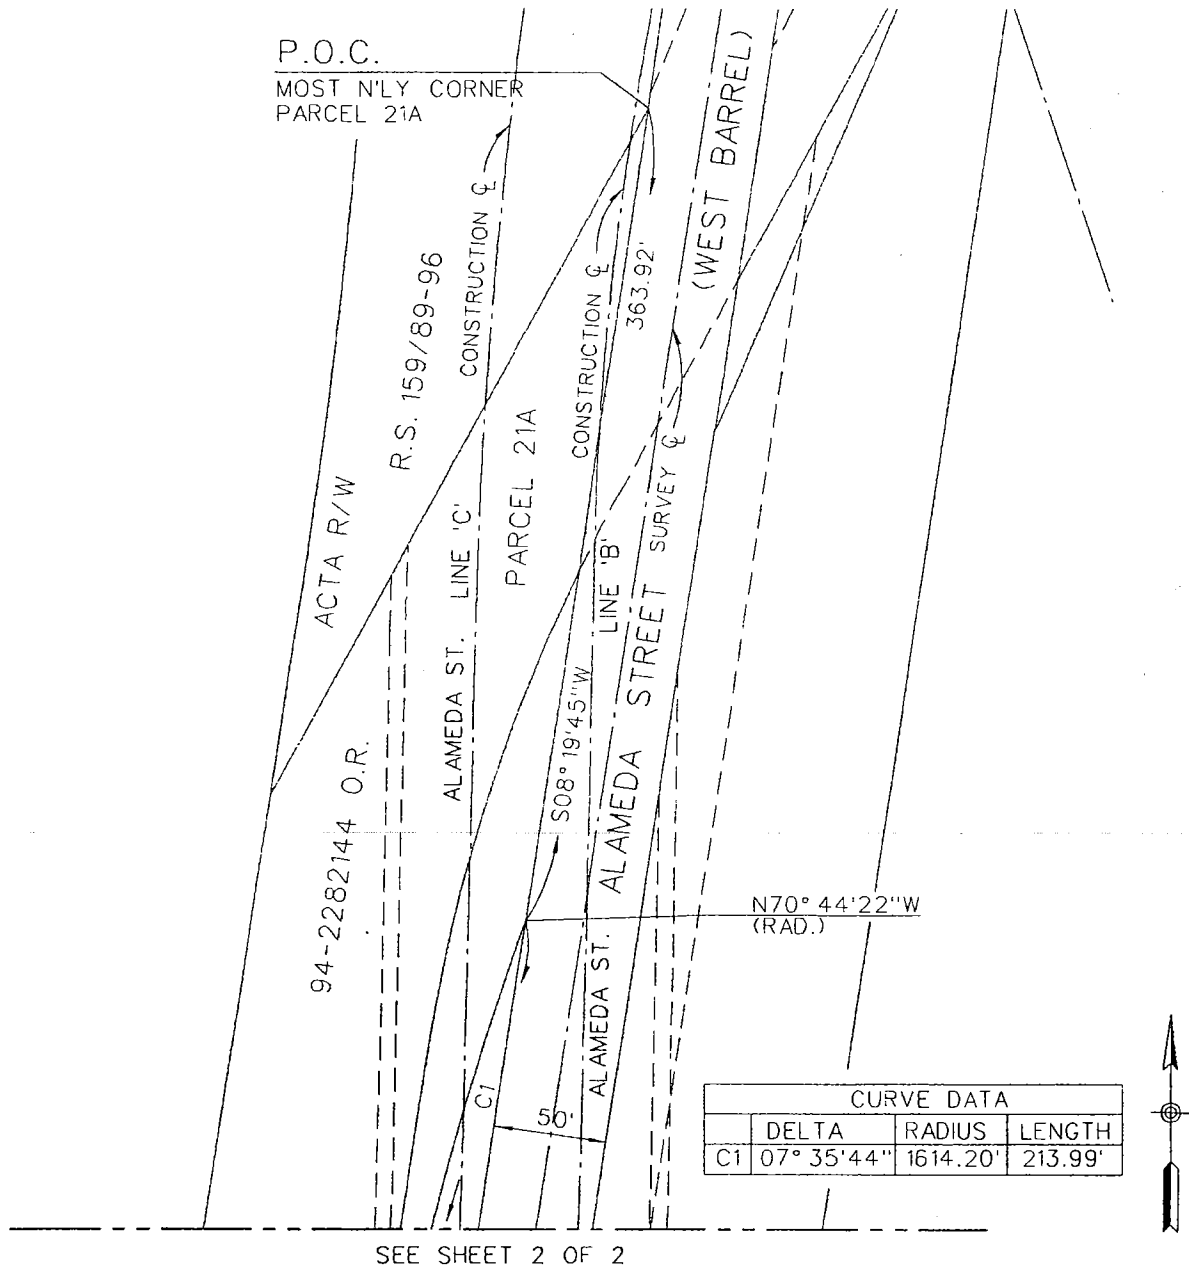 P.O.C.
MOST N'LY CORNER
PARCEL 21A
CONSTRUCTION ℄
(WEST BARREL)
R.S. 159/89-96
CONSTRUCTION ℄
363.92'
ACTA R/W
PARCEL 21A
LINE 'C'
ALAMEDA ST.
LINE 'B'
ALAMEDA ST.
ALAMEDA STREET
SURVEY ℄
S08°19'45"W
94-2282144 O.R.
N70°44'22"W
(RAD.)
C1
50'
CURVE DATA
DELTA RADIUS LENGTH
C1 07°35'44" 1614.20' 213.99'
SEE SHEET 2 OF 2